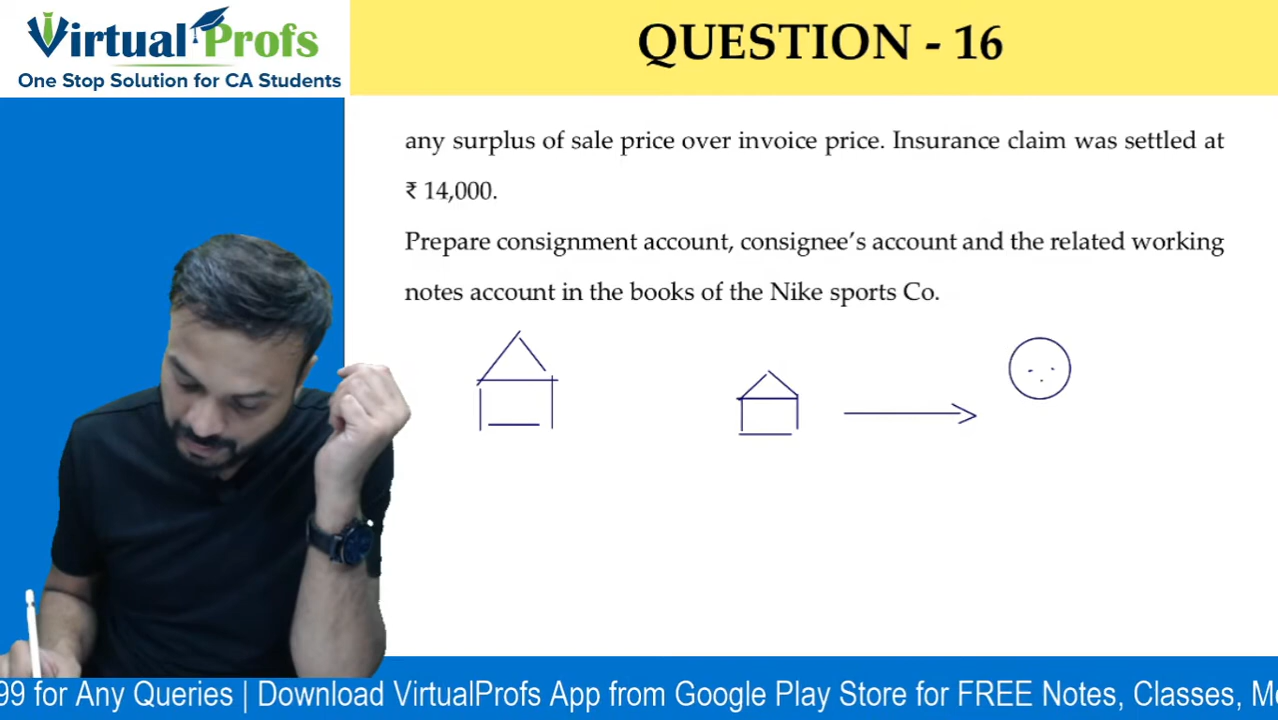 Virtual Profs
One Stop Solution for CA Students
QUESTION - 16
any surplus of sale price over invoice price. Insurance claim was settled at
₹ 14,000.
Prepare consignment account, consignee’s account and the related working
notes account in the books of the Nike sports Co.
99 for Any Queries | Download VirtualProfs App from Google Play Store for FREE Notes, Classes,